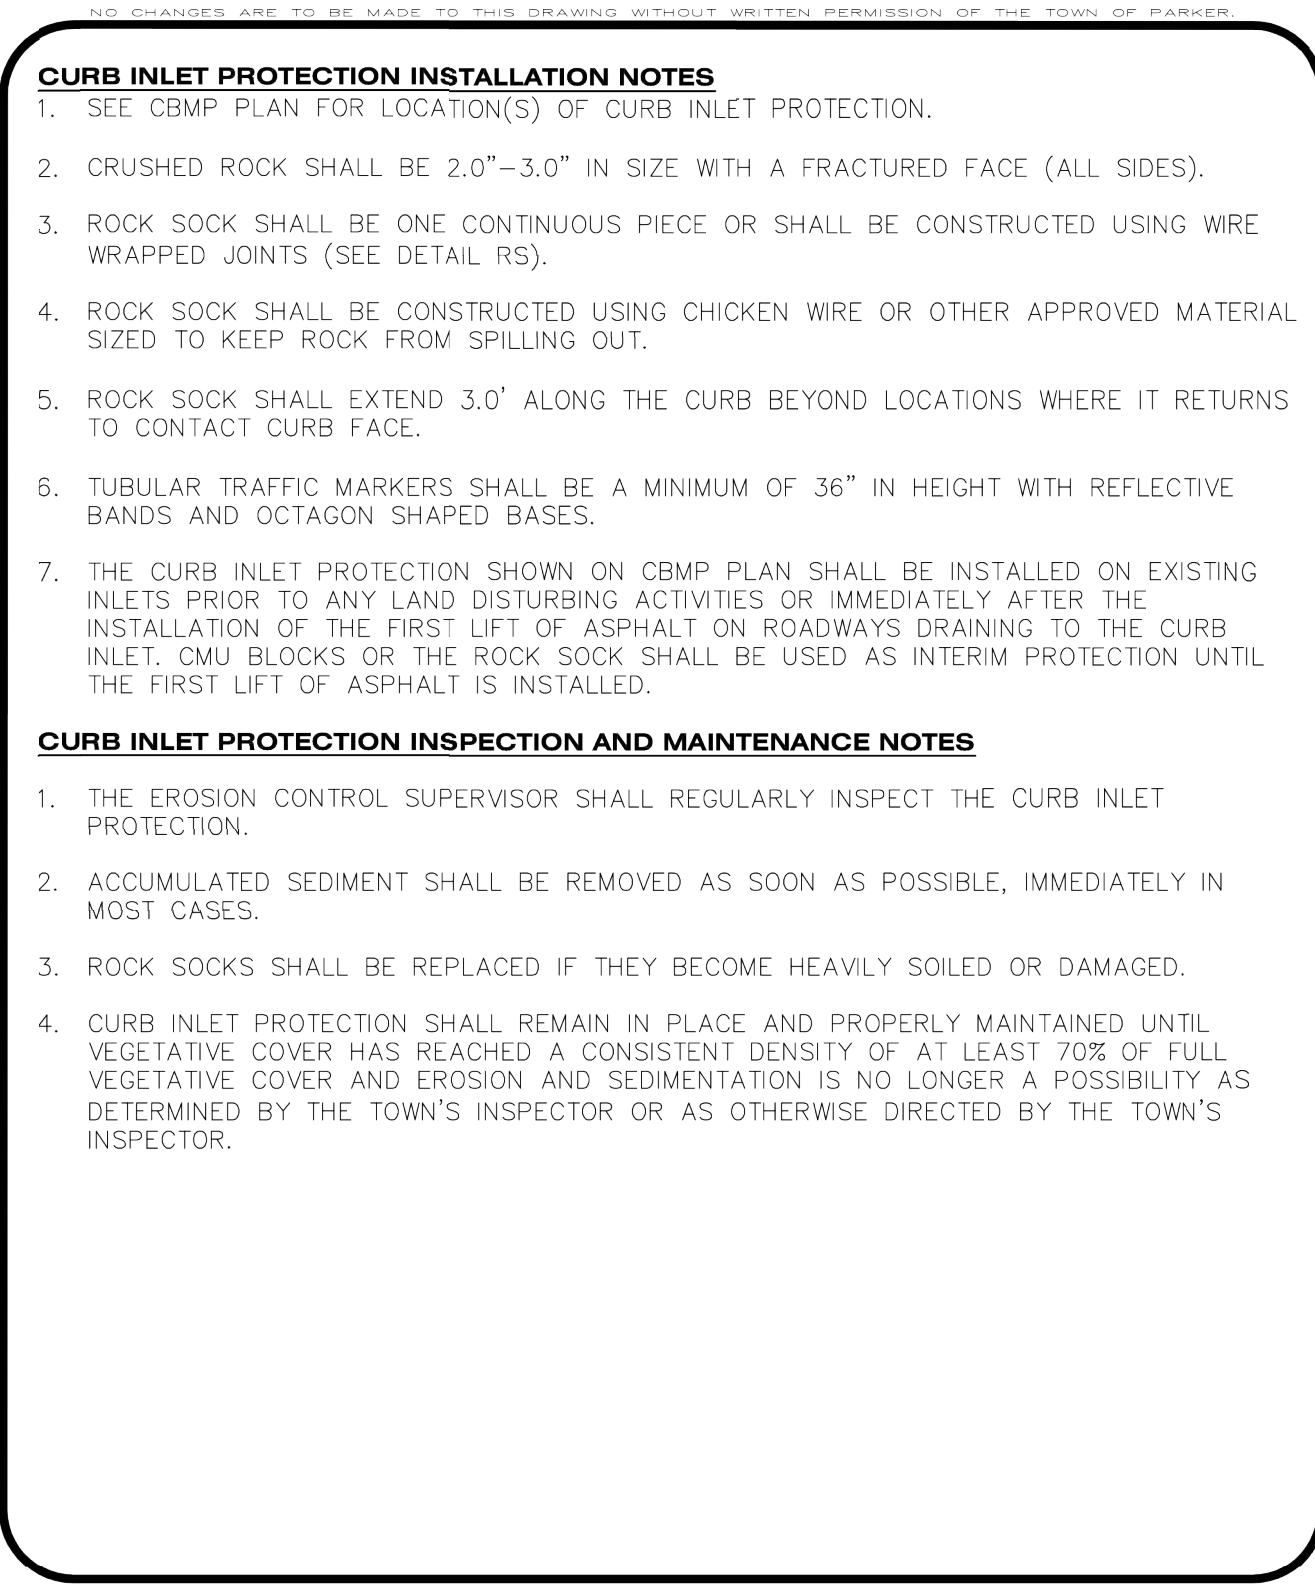 NO CHANGES ARE TO BE MADE TO THIS DRAWING WITHOUT WRITTEN PERMISSION OF THE TOWN OF PARKER.
CURB INLET PROTECTION INSTALLATION NOTES
1. SEE CBMP PLAN FOR LOCATION(S) OF CURB INLET PROTECTION.
2. CRUSHED ROCK SHALL BE 2.0"–3.0" IN SIZE WITH A FRACTURED FACE (ALL SIDES).
3. ROCK SOCK SHALL BE ONE CONTINUOUS PIECE OR SHALL BE CONSTRUCTED USING WIRE
WRAPPED JOINTS (SEE DETAIL RS).
4. ROCK SOCK SHALL BE CONSTRUCTED USING CHICKEN WIRE OR OTHER APPROVED MATERIAL
SIZED TO KEEP ROCK FROM SPILLING OUT.
5. ROCK SOCK SHALL EXTEND 3.0' ALONG THE CURB BEYOND LOCATIONS WHERE IT RETURNS
TO CONTACT CURB FACE.
6. TUBULAR TRAFFIC MARKERS SHALL BE A MINIMUM OF 36" IN HEIGHT WITH REFLECTIVE
BANDS AND OCTAGON SHAPED BASES.
7. THE CURB INLET PROTECTION SHOWN ON CBMP PLAN SHALL BE INSTALLED ON EXISTING
INLETS PRIOR TO ANY LAND DISTURBING ACTIVITIES OR IMMEDIATELY AFTER THE
INSTALLATION OF THE FIRST LIFT OF ASPHALT ON ROADWAYS DRAINING TO THE CURB
INLET. CMU BLOCKS OR THE ROCK SOCK SHALL BE USED AS INTERIM PROTECTION UNTIL
THE FIRST LIFT OF ASPHALT IS INSTALLED.
CURB INLET PROTECTION INSPECTION AND MAINTENANCE NOTES
1. THE EROSION CONTROL SUPERVISOR SHALL REGULARLY INSPECT THE CURB INLET
PROTECTION.
2. ACCUMULATED SEDIMENT SHALL BE REMOVED AS SOON AS POSSIBLE, IMMEDIATELY IN
MOST CASES.
3. ROCK SOCKS SHALL BE REPLACED IF THEY BECOME HEAVILY SOILED OR DAMAGED.
4. CURB INLET PROTECTION SHALL REMAIN IN PLACE AND PROPERLY MAINTAINED UNTIL
VEGETATIVE COVER HAS REACHED A CONSISTENT DENSITY OF AT LEAST 70% OF FULL
VEGETATIVE COVER AND EROSION AND SEDIMENTATION IS NO LONGER A POSSIBILITY AS
DETERMINED BY THE TOWN'S INSPECTOR OR AS OTHERWISE DIRECTED BY THE TOWN'S
INSPECTOR.